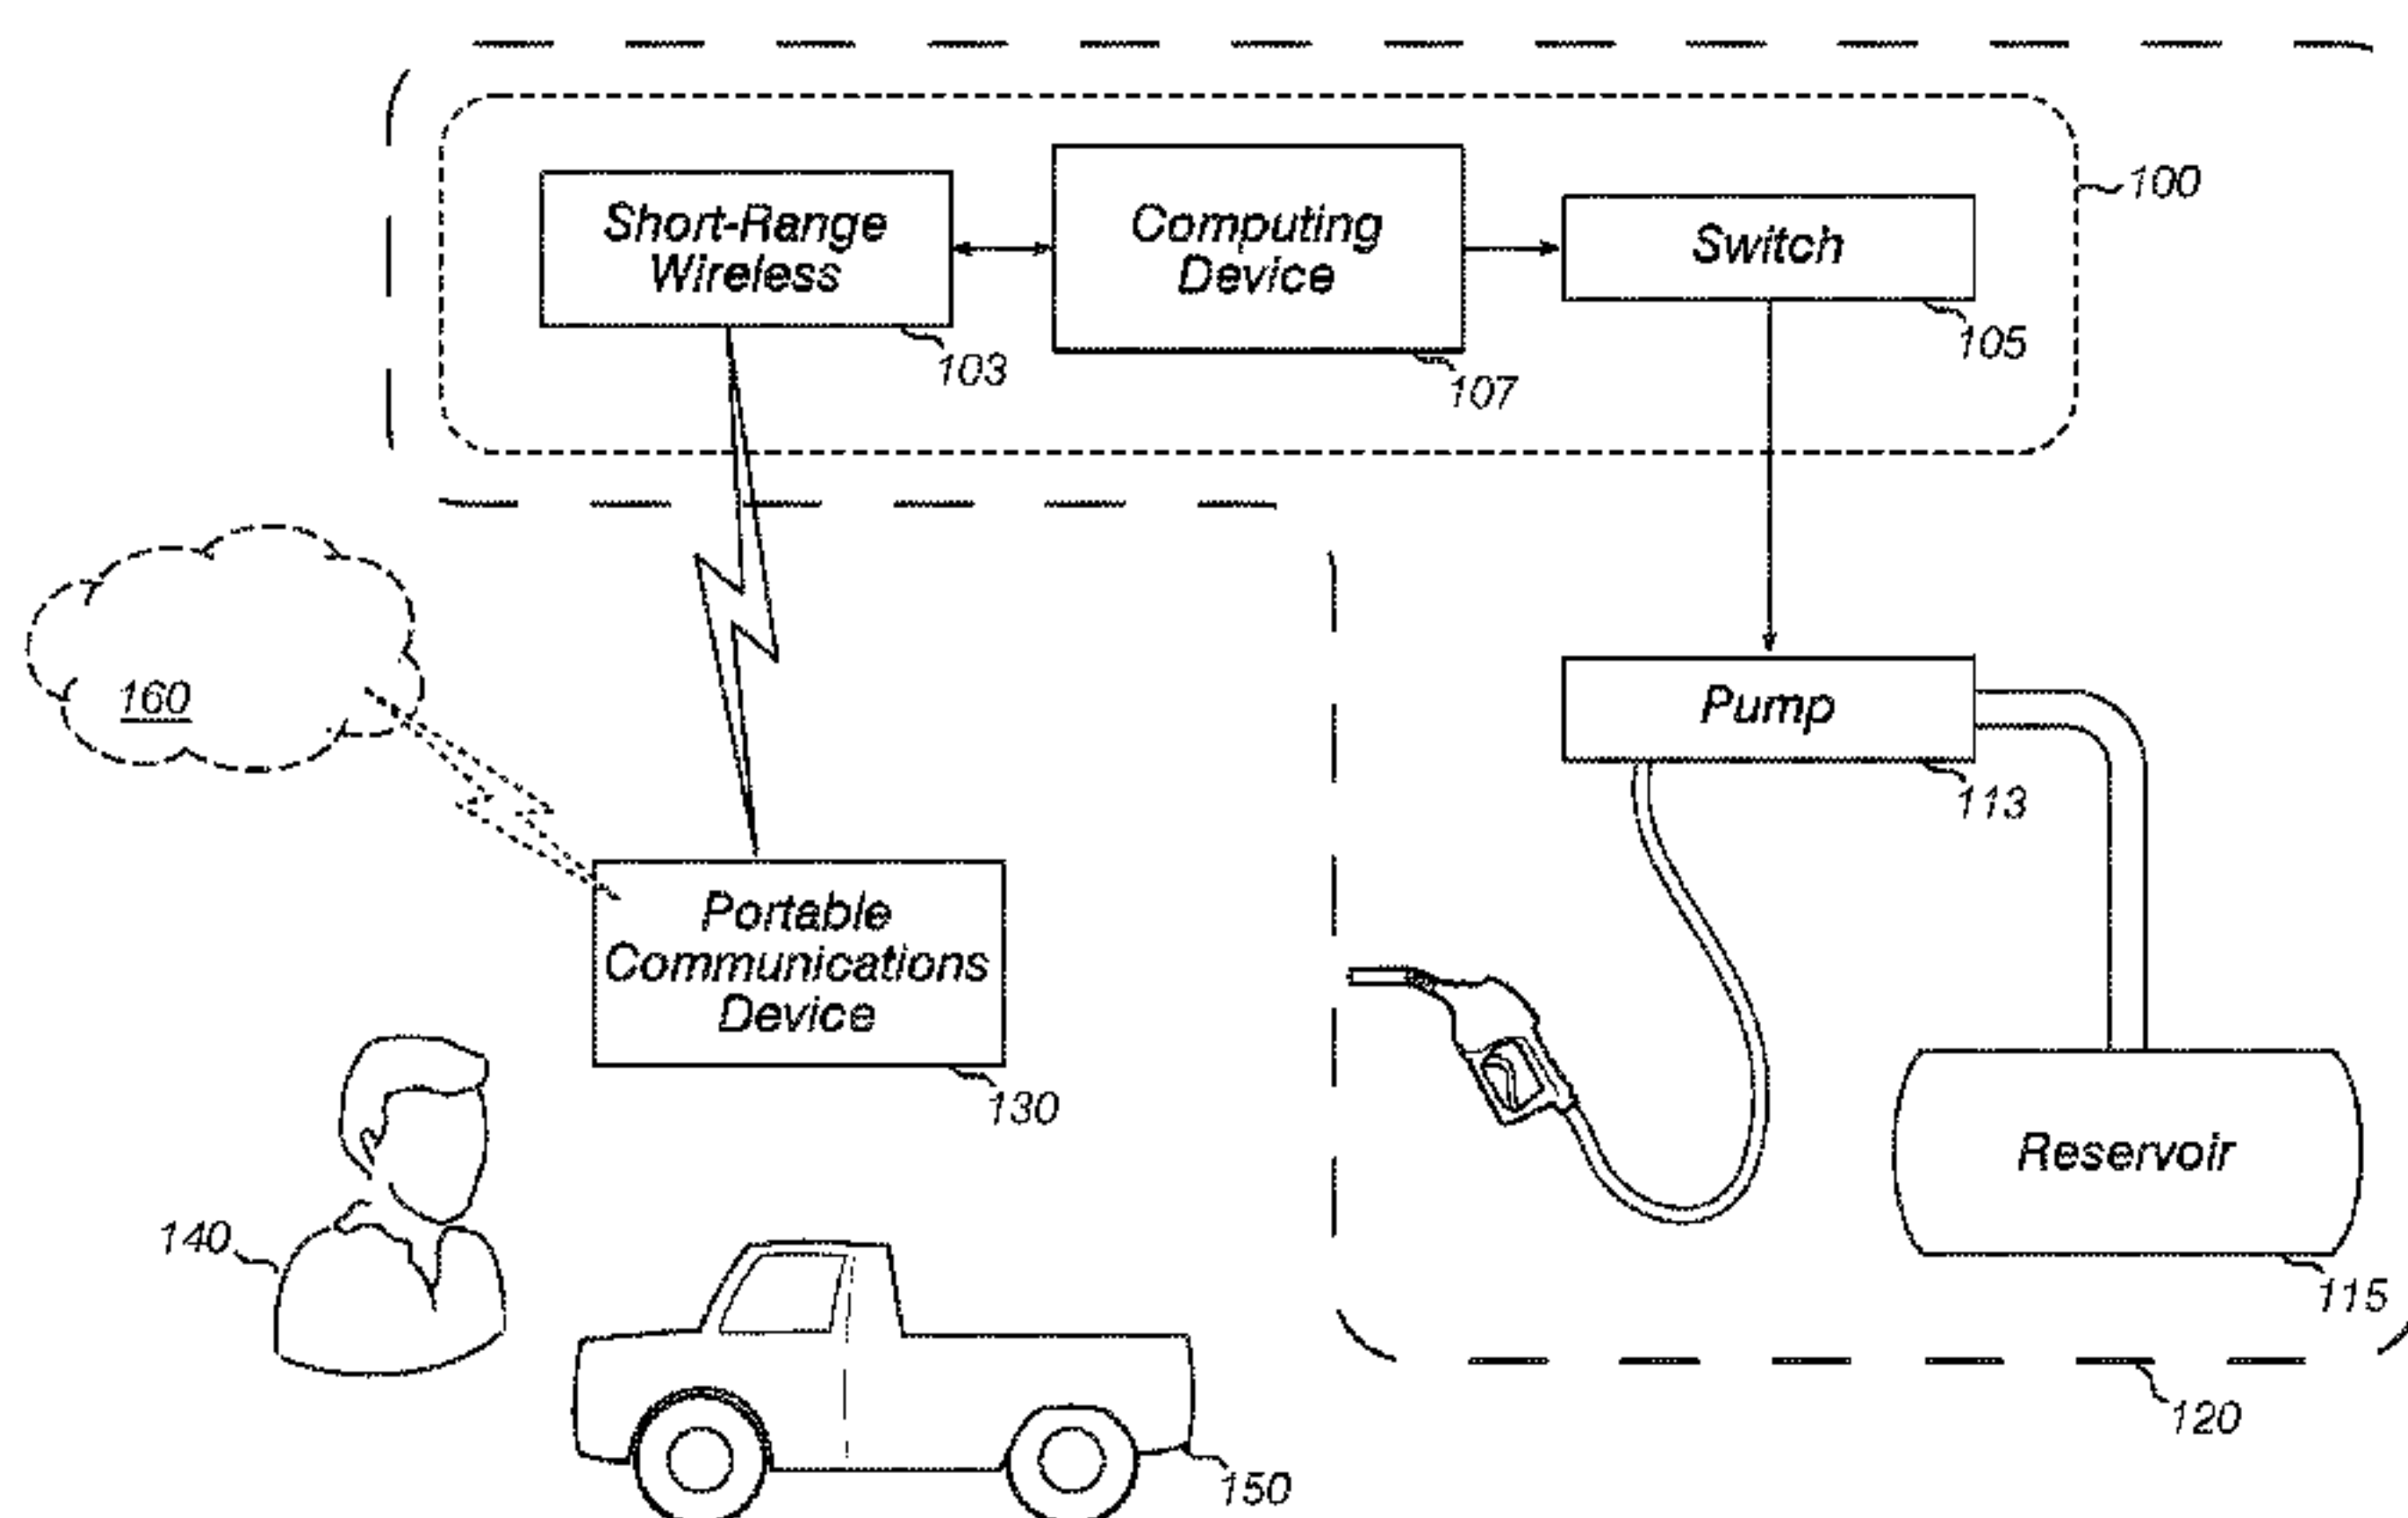 Short-Range
Wireless
103
Computing
Device
107
Switch
105
100
160
Pump
113
Portable
Communications
Device
130
Reservoir
115
140
120
150